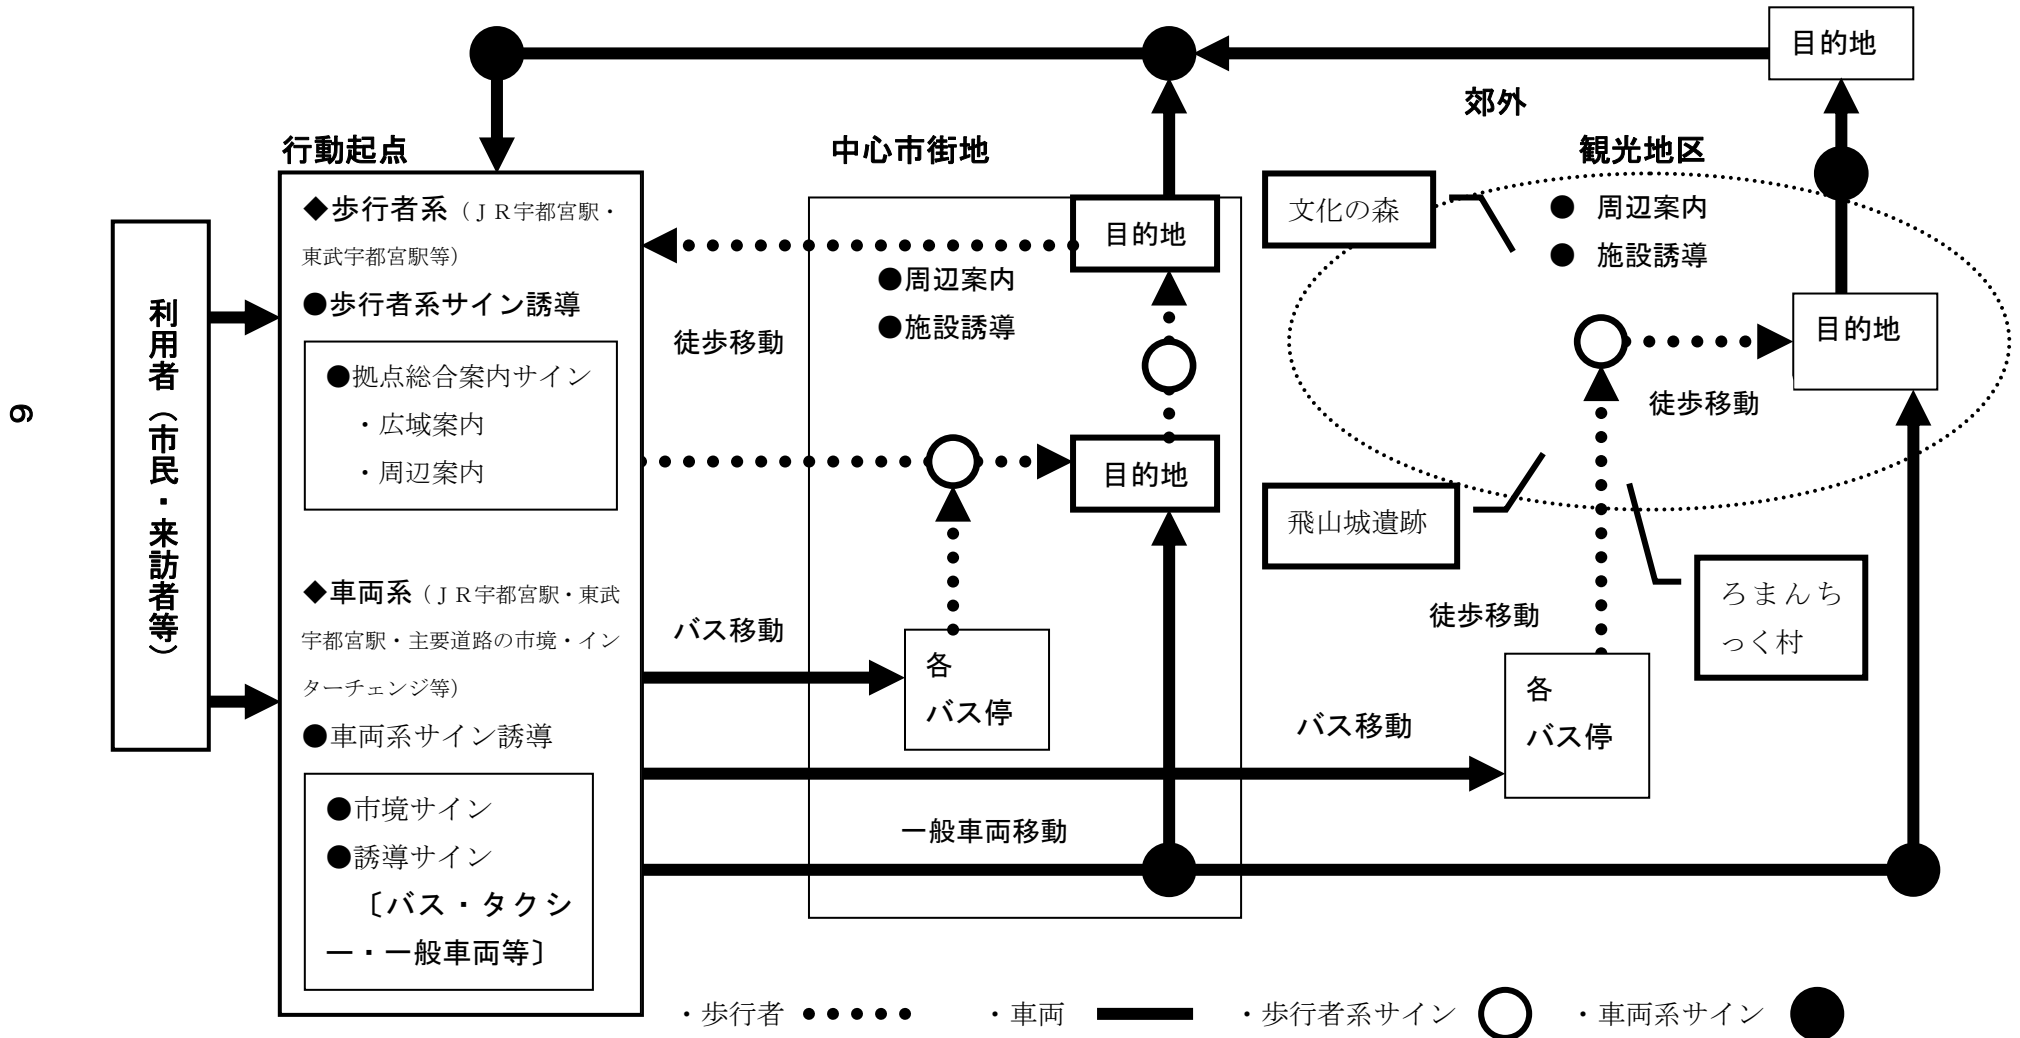 目的地
郊外
行動起点
中心市街地
観光地区
利用者（市民・来訪者等）
◆歩行者系（ＪＲ宇都宮駅・
東武宇都宮駅等）
●歩行者系サイン誘導
●拠点総合案内サイン
・広域案内
・周辺案内
◆車両系（ＪＲ宇都宮駅・東武
宇都宮駅・主要道路の市境・イン
ターチェンジ等）
●車両系サイン誘導
●市境サイン
●誘導サイン
〔バス・タクシ
ー・一般車両等〕
徒歩移動
バス移動
目的地
●周辺案内
●施設誘導
目的地
各
バス停
一般車両移動
文化の森
● 周辺案内
● 施設誘導
目的地
徒歩移動
飛山城遺跡
徒歩移動
ろまんち
っく村
バス移動
各
バス停
・歩行者
・車両
・歩行者系サイン
・車両系サイン
6